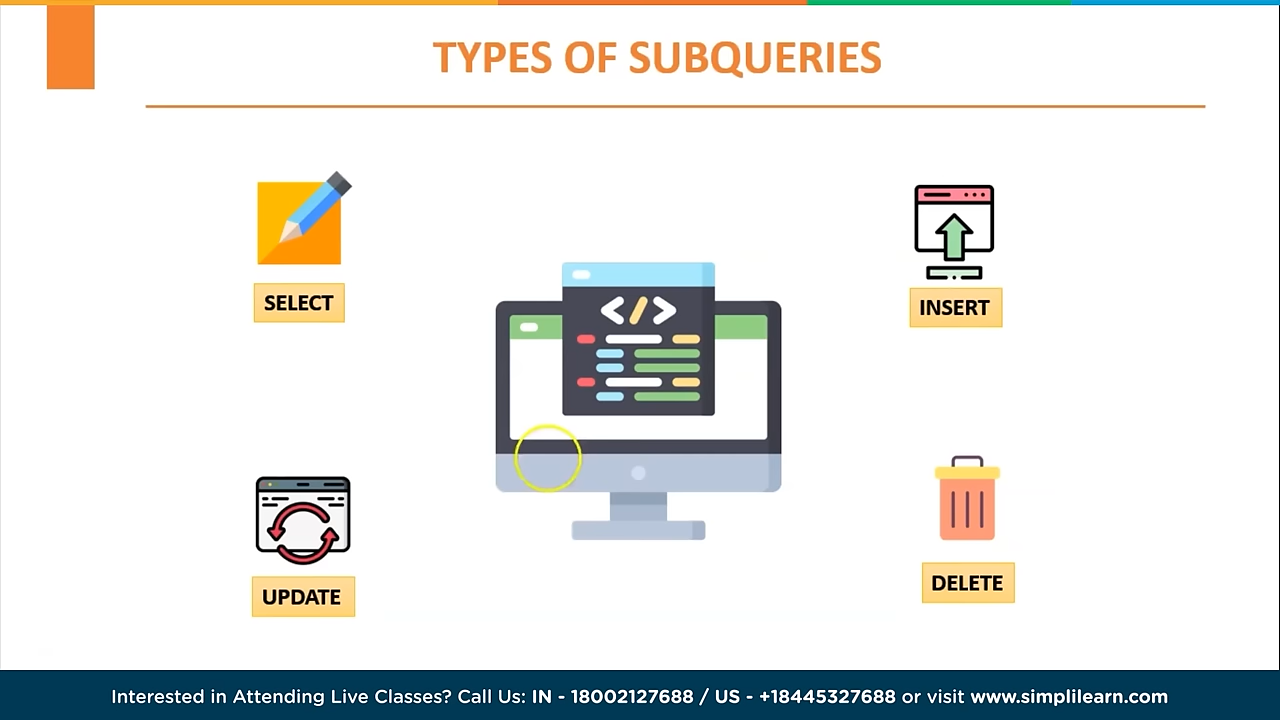 TYPES OF SUBQUERIES
SELECT
INSERT
</>
UPDATE
DELETE
Interested in Attending Live Classes? Call Us: IN - 18002127688 / US - +18445327688 or visit www.simplilearn.com